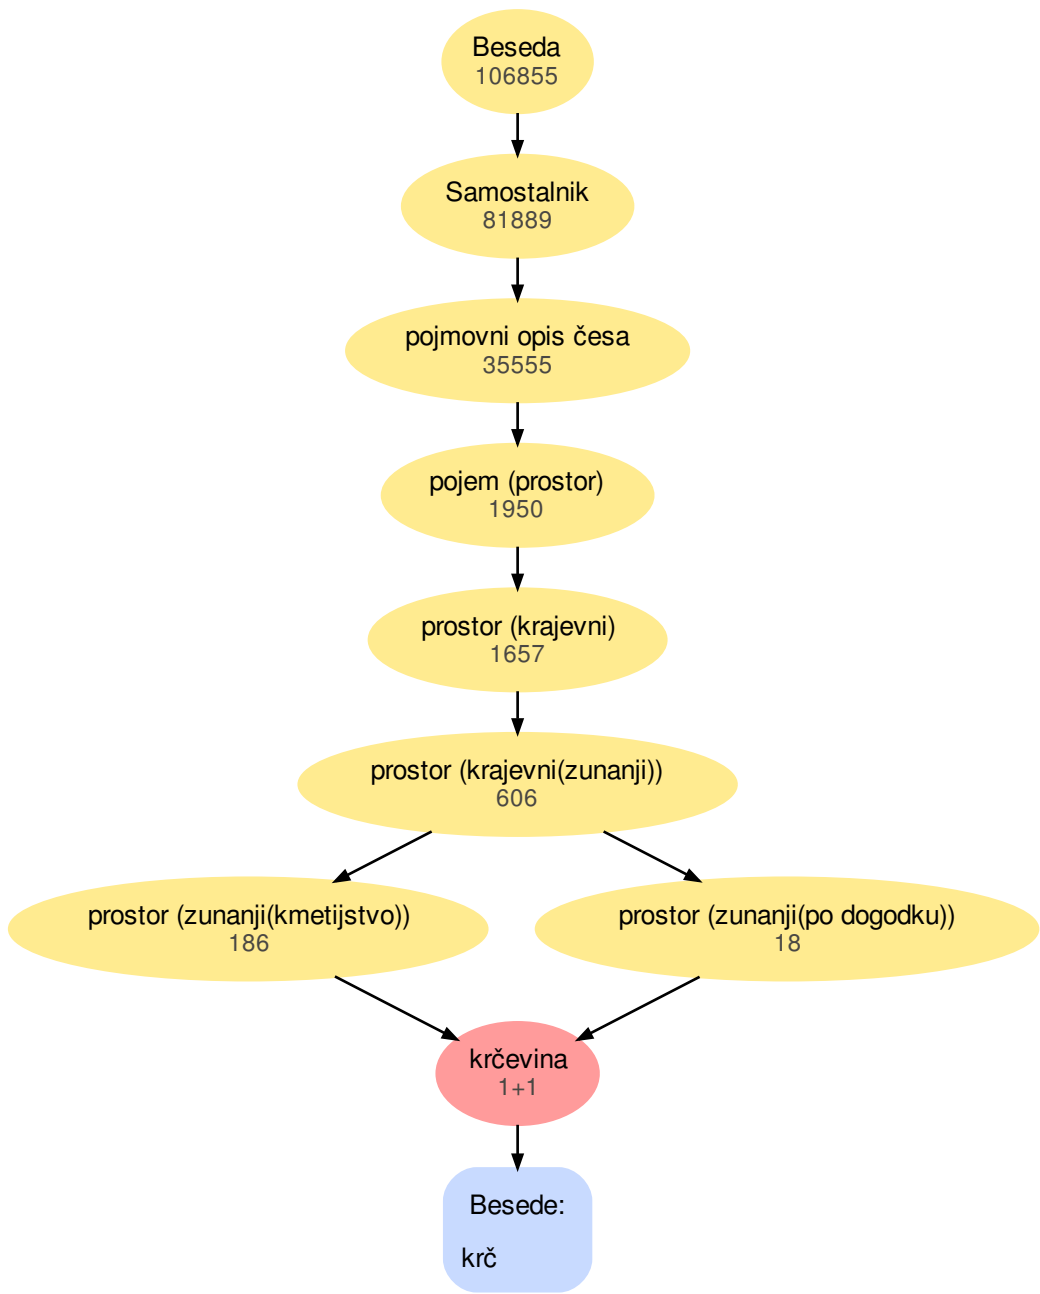 Beseda
106855
Samostalnik
81889
pojmovni opis česa
35555
pojem (prostor)
1950
prostor (krajevni)
1657
prostor (krajevni(zunanji))
606
prostor (zunanji(kmetijstvo))
186
prostor (zunanji(po dogodku))
18
krčevina
1+1
Besede:
krč